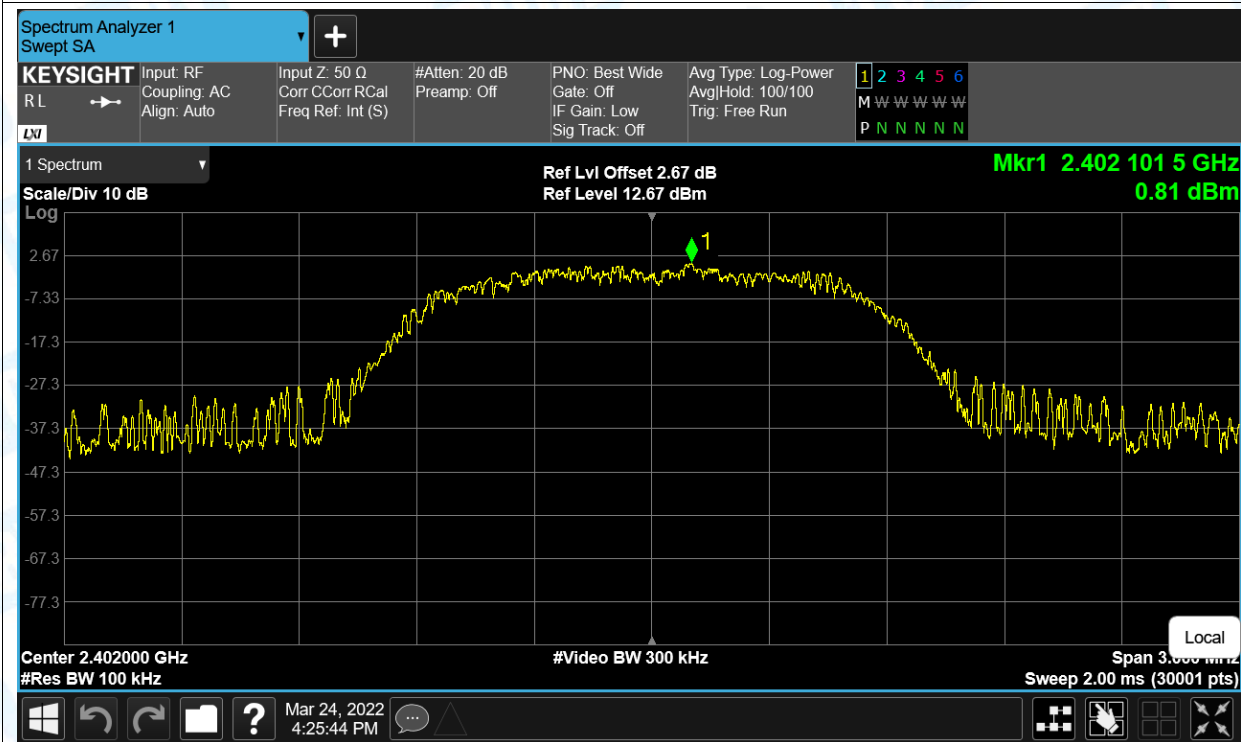 Spectrum Analyzer 1
Swept SA
KEYSIGHT
R L
LXI
Input: RF
Coupling: AC
Align: Auto
Input Z: 50 Ω
Corr CCorr RCal
Freq Ref: Int (S)
#Atten: 20 dB
Preamp: Off
PNO: Best Wide
Gate: Off
IF Gain: Low
Sig Track: Off
Avg Type: Log-Power
Avg|Hold: 100/100
Trig: Free Run
1 2 3 4 5 6
M W W W W W
P N N N N N
1 Spectrum
Scale/Div 10 dB
Log
Ref Lvl Offset 2.67 dB
Ref Level 12.67 dBm
Mkr1 2.402 101 5 GHz
0.81 dBm
1
2.67
-7.33
-17.3
-27.3
-37.3
-47.3
-57.3
-67.3
-77.3
Local
Center 2.402000 GHz
#Video BW 300 kHz
Span 3.000 MHz
#Res BW 100 kHz
Sweep 2.00 ms (30001 pts)
?
Mar 24, 2022
4:25:44 PM